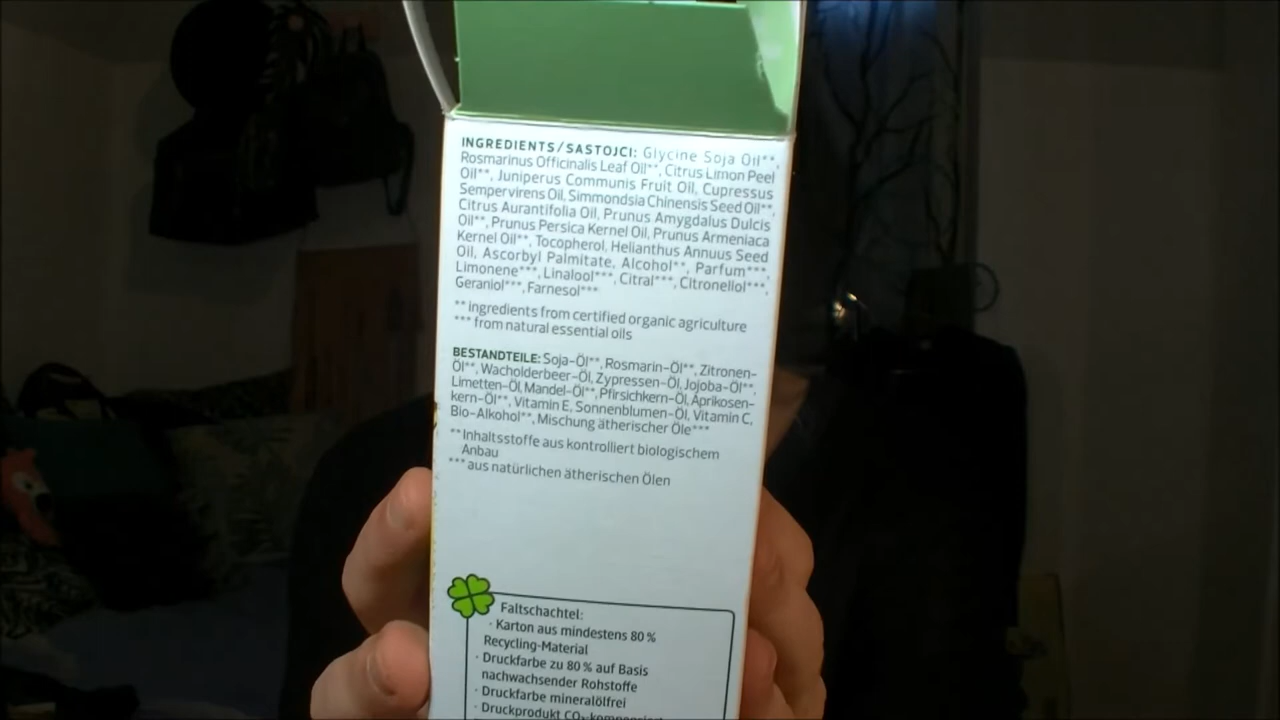 INGREDIENTS/SASTOJCI: Glycine Soja Oil**,
Rosmarinus Officinalis Leaf Oil**, Citrus Limon Peel
Oil**, Juniperus Communis Fruit Oil, Cupressus
Sempervirens Oil, Simmondsia Chinensis Seed Oil**,
Citrus Aurantifolia Oil, Prunus Amygdalus Dulcis
Oil**, Prunus Persica Kernel Oil, Prunus Armeniaca
Kernel Oil**, Tocopherol, Helianthus Annuus Seed
Oil, Ascorbyl Palmitate, Alcohol**, Parfum***,
Limonene***, Linalool***, Citral***, Citronellol***,
Geraniol***, Farnesol***
** ingredients from certified organic agriculture
*** from natural essential oils
BESTANDTEILE: Soja-Öl**, Rosmarin-Öl**, Zitronen-
Öl**, Wacholderbeer-Öl, Zypressen-Öl, Jojoba-Öl**,
Limetten-Öl, Mandel-Öl**, Pfirsichkern-Öl, Aprikosen-
kern-Öl**, Vitamin E, Sonnenblumen-Öl, Vitamin C,
Bio-Alkohol**, Mischung ätherischer Öle***
** Inhaltsstoffe aus kontrolliert biologischem
Anbau
*** aus natürlichen ätherischen Ölen
Faltschachtel:
· Karton aus mindestens 80 %
Recycling-Material
· Druckfarbe zu 80 % auf Basis
nachwachsender Rohstoffe
· Druckfarbe mineralölfrei
· Druckprodukt CO₂-kompensiert